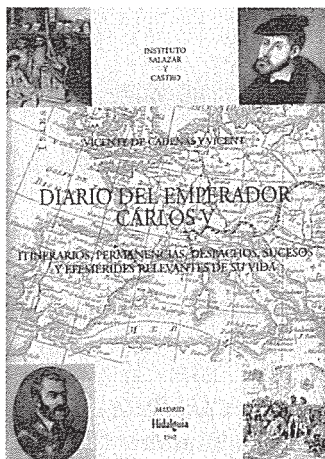 INSTITUTO
SALAZAR
Y
CASTRO
VICENTE DE CADENAS Y VICENT
DIARIO DEL EMPERADOR
CARLOS V
ITINERARIOS, PERMANENCIAS, DESPACHOS, SUCESOS
Y EFEMERIDES RELEVANTES DE SU VIDA
MADRID
Hidalguía